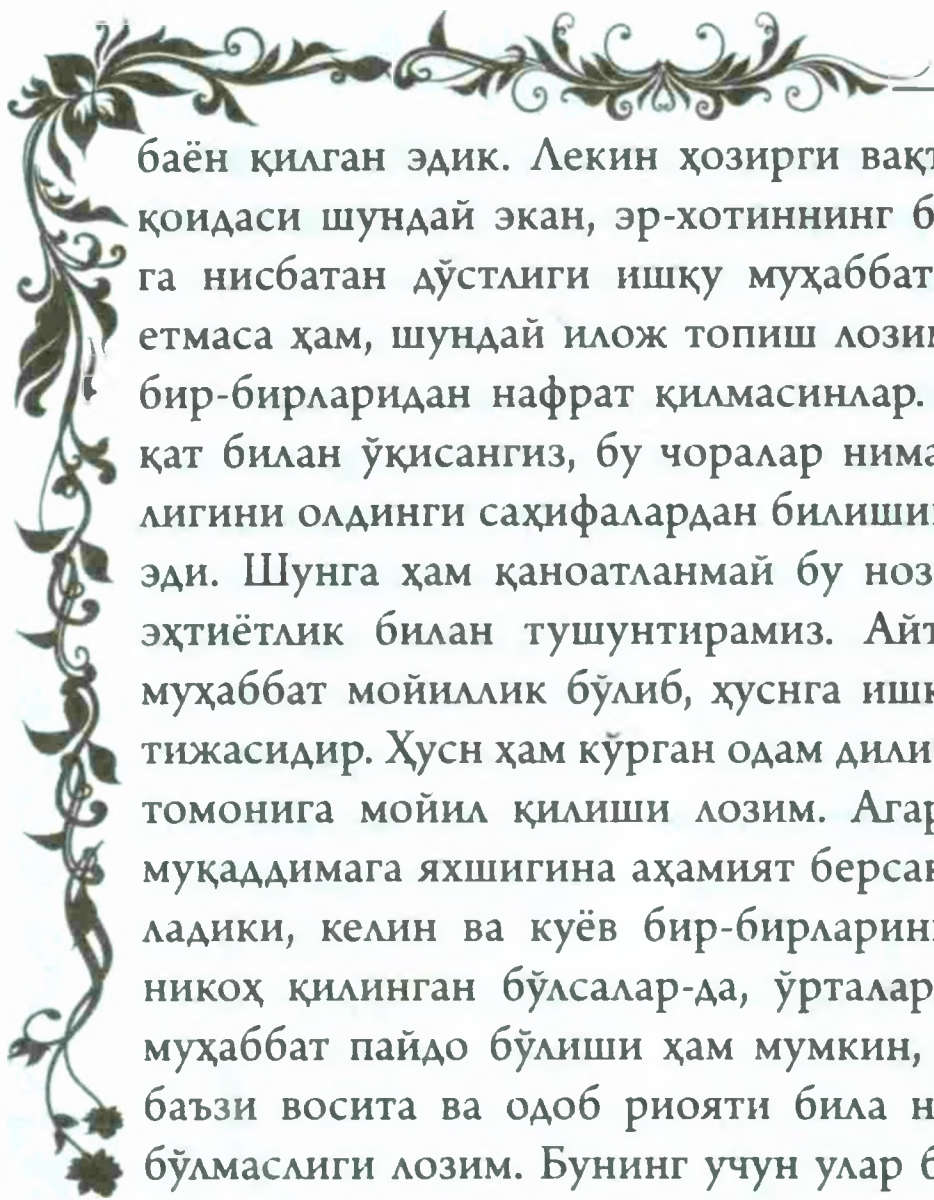 баён қилган эдик. Лекин ҳозирги вақт
қоидаси шундай экан, эр-хотиннинг б
га нисбатан дўстлиги ишқу муҳаббат
етмаса ҳам, шундай илож топиш лозим
бир-бирларидан нафрат қилмасинлар.
қат билан ўқисангиз, бу чоралар нима
лигини олдинги саҳифалардан билиши
эди. Шунга ҳам қаноатланмай бу ноз
эҳтиётлик билан тушунтирамиз. Айт
муҳаббат мойиллик бўлиб, ҳуснга ишқ
тижасидир. Ҳусн ҳам кўрган одам дили
томонига мойил қилиши лозим. Агар
муқаддимага яхшигина аҳамият берсак
ладики, келин ва куёв бир-бирларин
никоҳ қилинган бўлсалар-да, ўрталар
муҳаббат пайдо бўлиши ҳам мумкин,
баъзи восита ва одоб риояти била н
бўлмаслиги лозим. Бунинг учун улар б